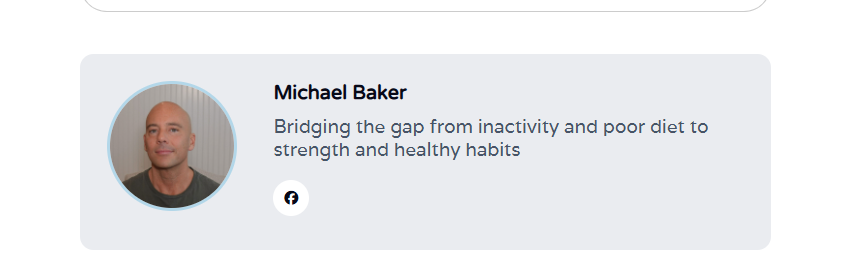 Michael Baker
Bridging the gap from inactivity and poor diet to
strength and healthy habits